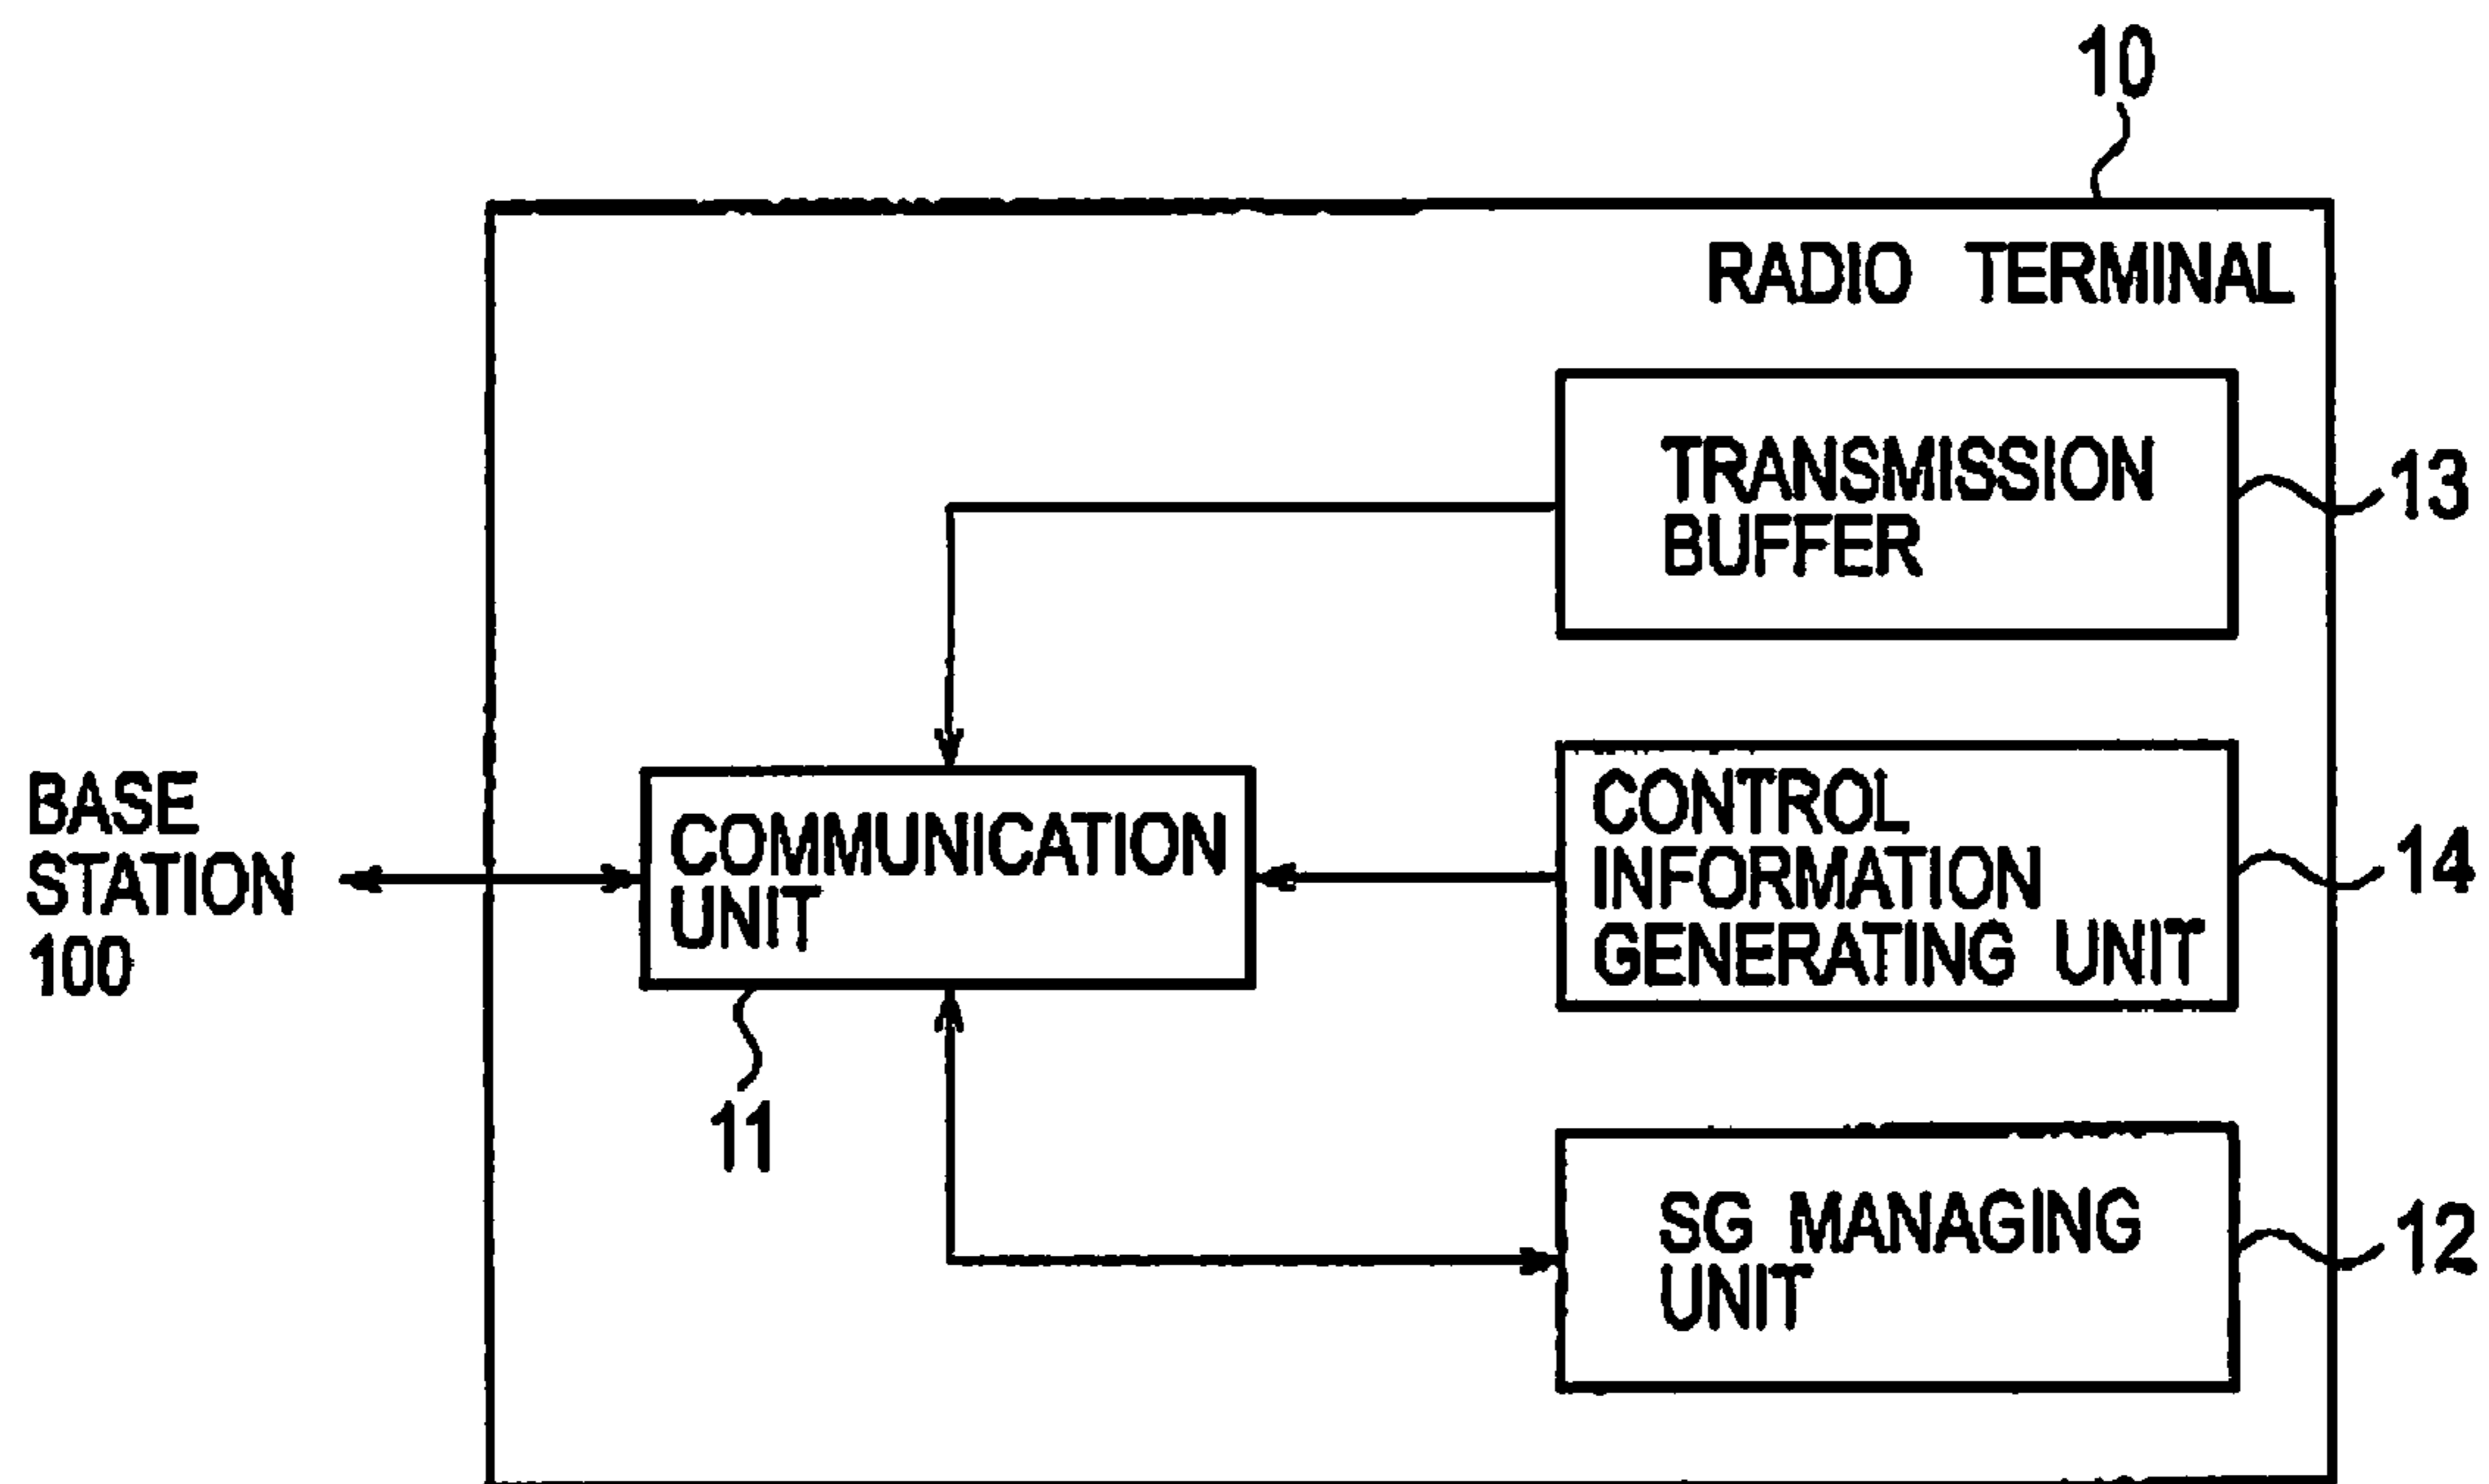 10
RADIO TERMINAL
TRANSMISSION
BUFFER
13
BASE
STATION
100
COMMUNICATION
UNIT
11
CONTROL
INFORMATION
GENERATING UNIT
14
SG MANAGING
UNIT
12